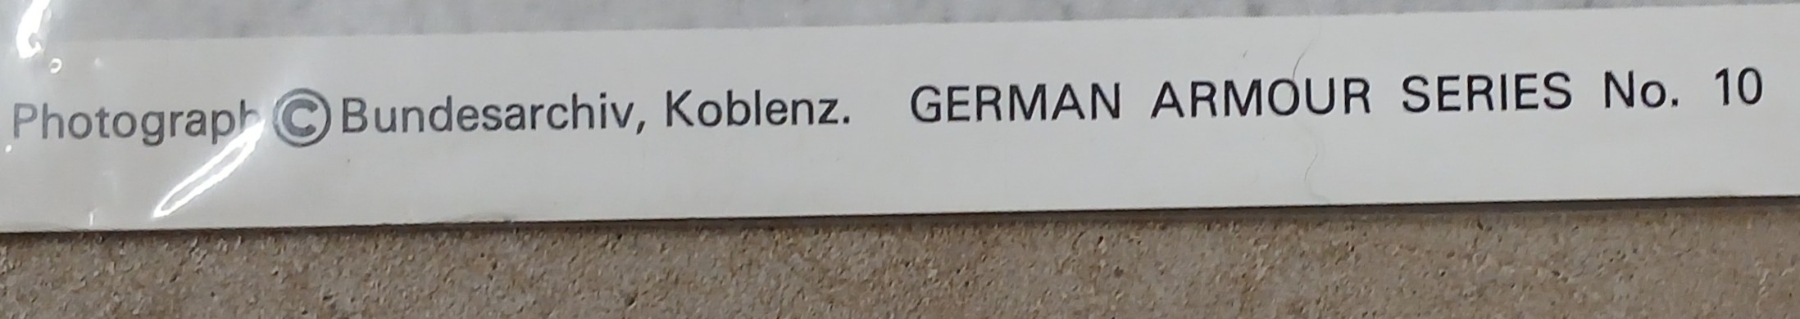 Photograph © Bundesarchiv, Koblenz. GERMAN ARMOUR SERIES No. 10